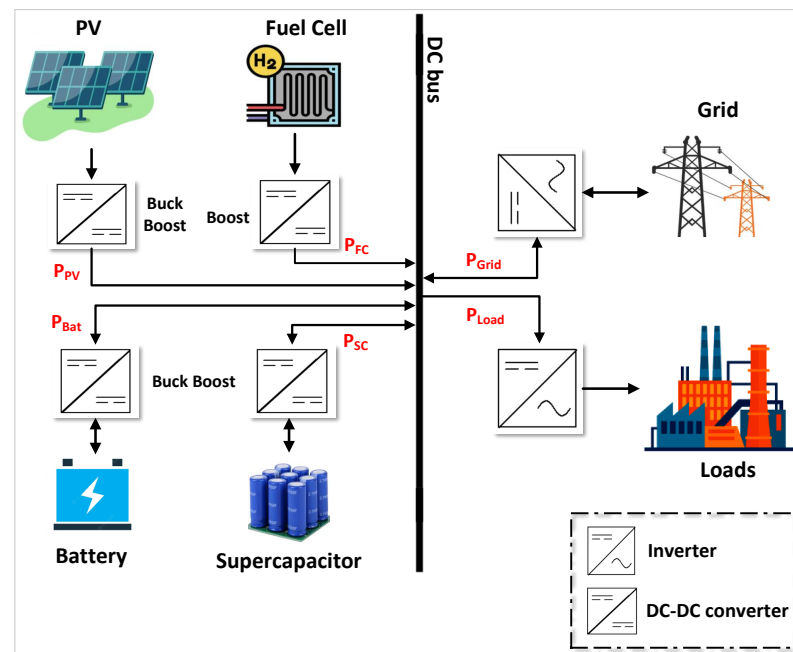 PV
Fuel Cell
H2
DC bus
Grid
Buck
Boost
Boost
PFC
PGrid
PPV
PBat
PLoad
PSC
Buck Boost
Loads
Battery
Supercapacitor
Inverter
DC-DC converter